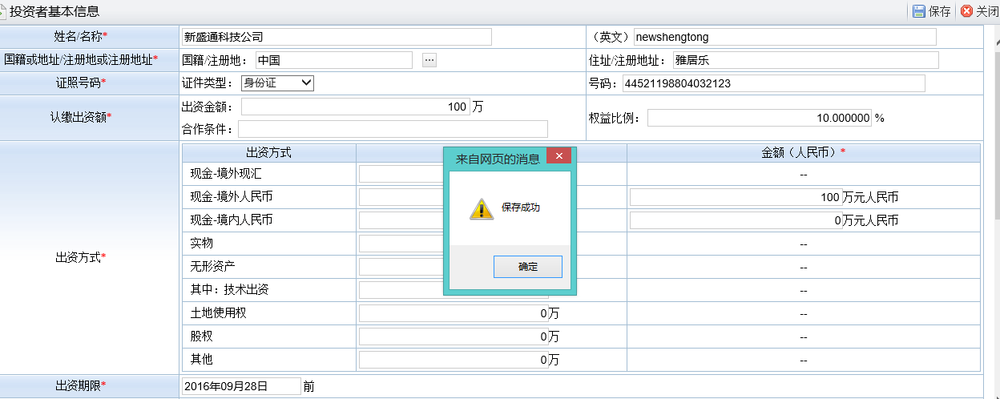 投资者基本信息 保存 关闭
姓名/名称* 新盛通科技公司 （英文） newshengtong
国籍或地址/注册地或注册地址* 国籍/注册地： 中国 ... 住址/注册地址： 雅居乐
证照号码* 证件类型： 身份证 号码： 44521198804032123
认缴出资额* 出资金额： 100 万 权益比例： 10.000000 %
合作条件：
出资方式 金额（人民币）*
来自网页的消息
现金-境外现汇 --
现金-境外人民币 100 万元人民币
保存成功
现金-境内人民币 0 万元人民币
实物 --
出资方式*
无形资产 --
确定
其中：技术出资 --
土地使用权 0 万 --
股权 0 万 --
其他 0 万 --
出资期限* 2016年09月28日 前